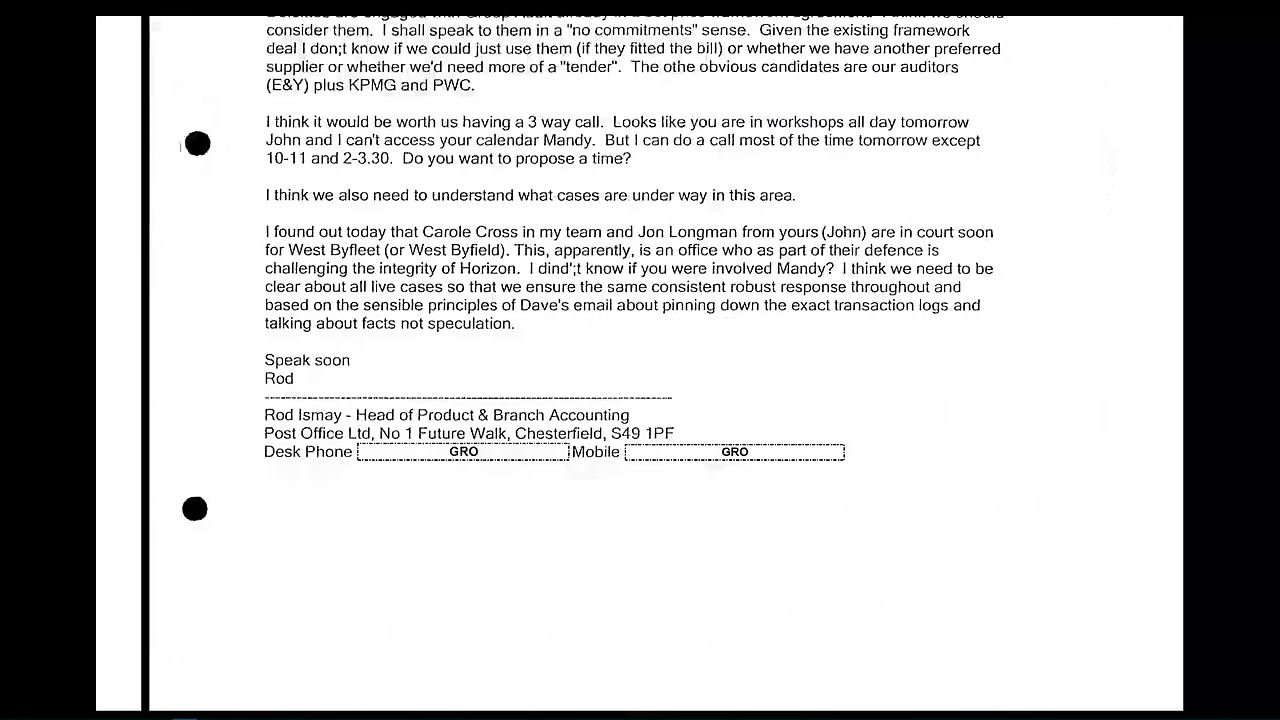 consider them.  I shall speak to them in a "no commitments" sense.  Given the existing framework
deal I don;t know if we could just use them (if they fitted the bill) or whether we have another preferred
supplier or whether we'd need more of a "tender".  The othe obvious candidates are our auditors
(E&Y) plus KPMG and PWC.
I think it would be worth us having a 3 way call.  Looks like you are in workshops all day tomorrow
John and I can't access your calendar Mandy.  But I can do a call most of the time tomorrow except
10-11 and 2-3.30.  Do you want to propose a time?
I think we also need to understand what cases are under way in this area.
I found out today that Carole Cross in my team and Jon Longman from yours (John) are in court soon
for West Byfleet (or West Byfield). This, apparently, is an office who as part of their defence is
challenging the integrity of Horizon.  I dind';t know if you were involved Mandy?  I think we need to be
clear about all live cases so that we ensure the same consistent robust response throughout and
based on the sensible principles of Dave's email about pinning down the exact transaction logs and
talking about facts not speculation.
Speak soon
Rod
Rod Ismay - Head of Product & Branch Accounting
Post Office Ltd, No 1 Future Walk, Chesterfield, S49 1PF
Desk Phone GRO Mobile GRO